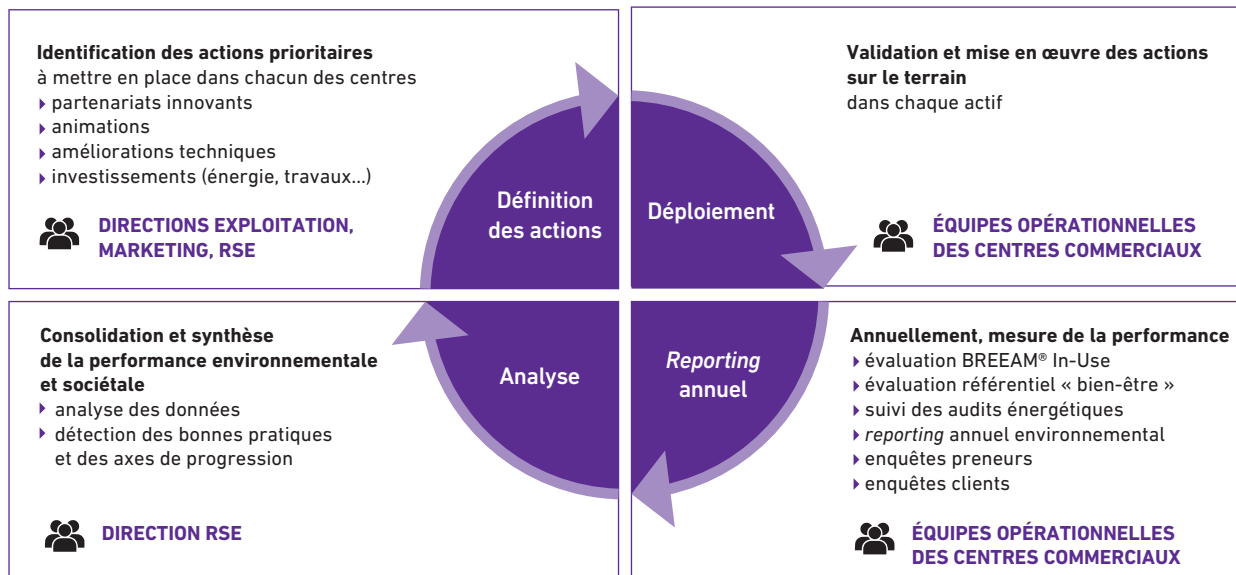 Identification des actions prioritaires
à mettre en place dans chacun des centres
partenariats innovants
animations
améliorations techniques
investissements (énergie, travaux...)
DIRECTIONS EXPLOITATION,
MARKETING, RSE
Définition
des actions
Validation et mise en œuvre des actions
sur le terrain
dans chaque actif
Déploiement
ÉQUIPES OPÉRATIONNELLES
DES CENTRES COMMERCIAUX
Consolidation et synthèse
de la performance environnementale
et sociétale
analyse des données
détection des bonnes pratiques
et des axes de progression
DIRECTION RSE
Analyse
Reporting
annuel
Annuellement, mesure de la performance
évaluation BREEAM® In-Use
évaluation référentiel « bien-être »
suivi des audits énergétiques
reporting annuel environnemental
enquêtes preneurs
enquêtes clients
ÉQUIPES OPÉRATIONNELLES
DES CENTRES COMMERCIAUX